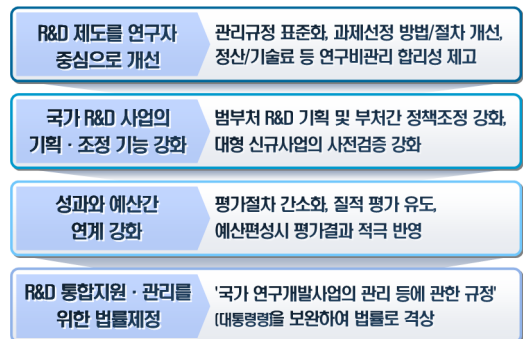 R&D 제도를 연구자
중심으로 개선
관리규정 표준화, 과제선정 방법/절차 개선,
정산/기술료 등 연구비관리 합리성 제고
국가 R&D 사업의
기획 · 조정 기능 강화
범부처 R&D 기획 및 부처간 정책조정 강화,
대형 신규사업의 사전검증 강화
성과와 예산간
연계 강화
평가절차 간소화, 질적 평가 유도,
예산편성시 평가결과 적극 반영
R&D 통합지원 · 관리를
위한 법률제정
'국가 연구개발사업의 관리 등에 관한 규정'
(대통령령)을 보완하여 법률로 격상